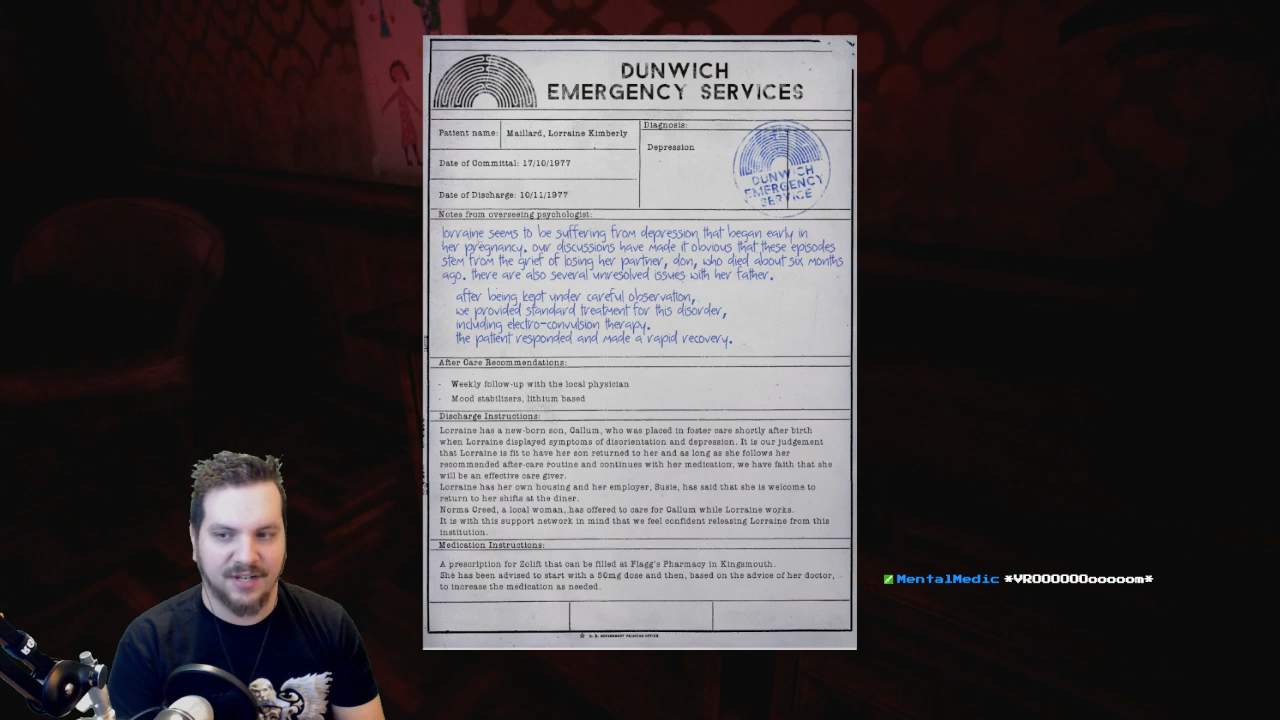 DUNWICH
EMERGENCY SERVICES
Patient name: Maillard, Lorraine Kimberly
Diagnosis:
Depression
DUNWICH
EMERGENCY
SERVICE
Date of Committal: 17/10/1977
Date of Discharge: 10/11/1977
Notes from overseeing psychologist:
lorraine seems to be suffering from depression that began early in
her pregnancy. our discussions have made it obvious that these episodes
stem from the grief of losing her partner, don, who died about six months
ago. there are also several unresolved issues with her father.
after being kept under careful observation,
we provided standard treatment for this disorder,
including electro-convulsion therapy.
the patient responded and made a rapid recovery.
After Care Recommendations:
- Weekly follow-up with the local physician
- Mood stabilizers, lithium based
Discharge Instructions:
Lorraine has a new-born son, Callum, who was placed in foster care shortly after birth
when Lorraine displayed symptoms of disorientation and depression. It is our judgement
that Lorraine is fit to have her son returned to her and as long as she follows her
recommended after-care routine and continues with her medication, we have faith that she
will be an effective care giver.
Lorraine has her own housing and her employer, Susie, has said that she is welcome to
return to her shifts at the diner.
Norma Creed, a local woman, has offered to care for Callum while Lorraine works.
It is with this support network in mind that we feel confident releasing Lorraine from this
institution.
Medication Instructions:
A prescription for Zolift that can be filled at Flagg's Pharmacy in Kingsmouth.
She has been advised to start with a 50mg dose and then, based on the advice of her doctor,
to increase the medication as needed.
GOVERNMENT PRINTING OFFICE
MentalMedic *VROOOOOOooooom*